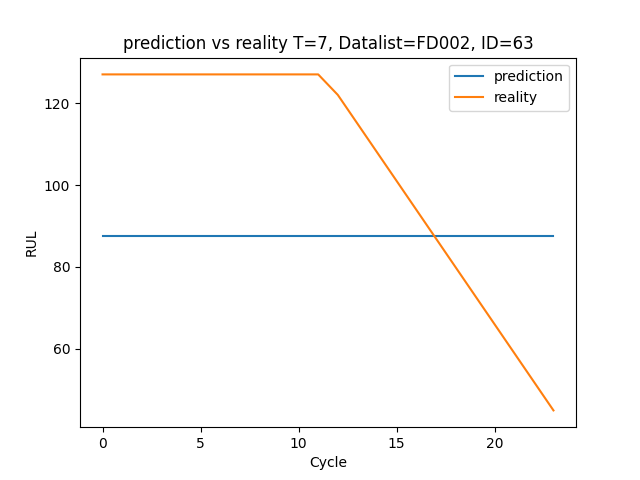 prediction vs reality T=7, Datalist=FD002, ID=63
prediction
reality
120
100
80
60
RUL
0 5 10 15 20
Cycle